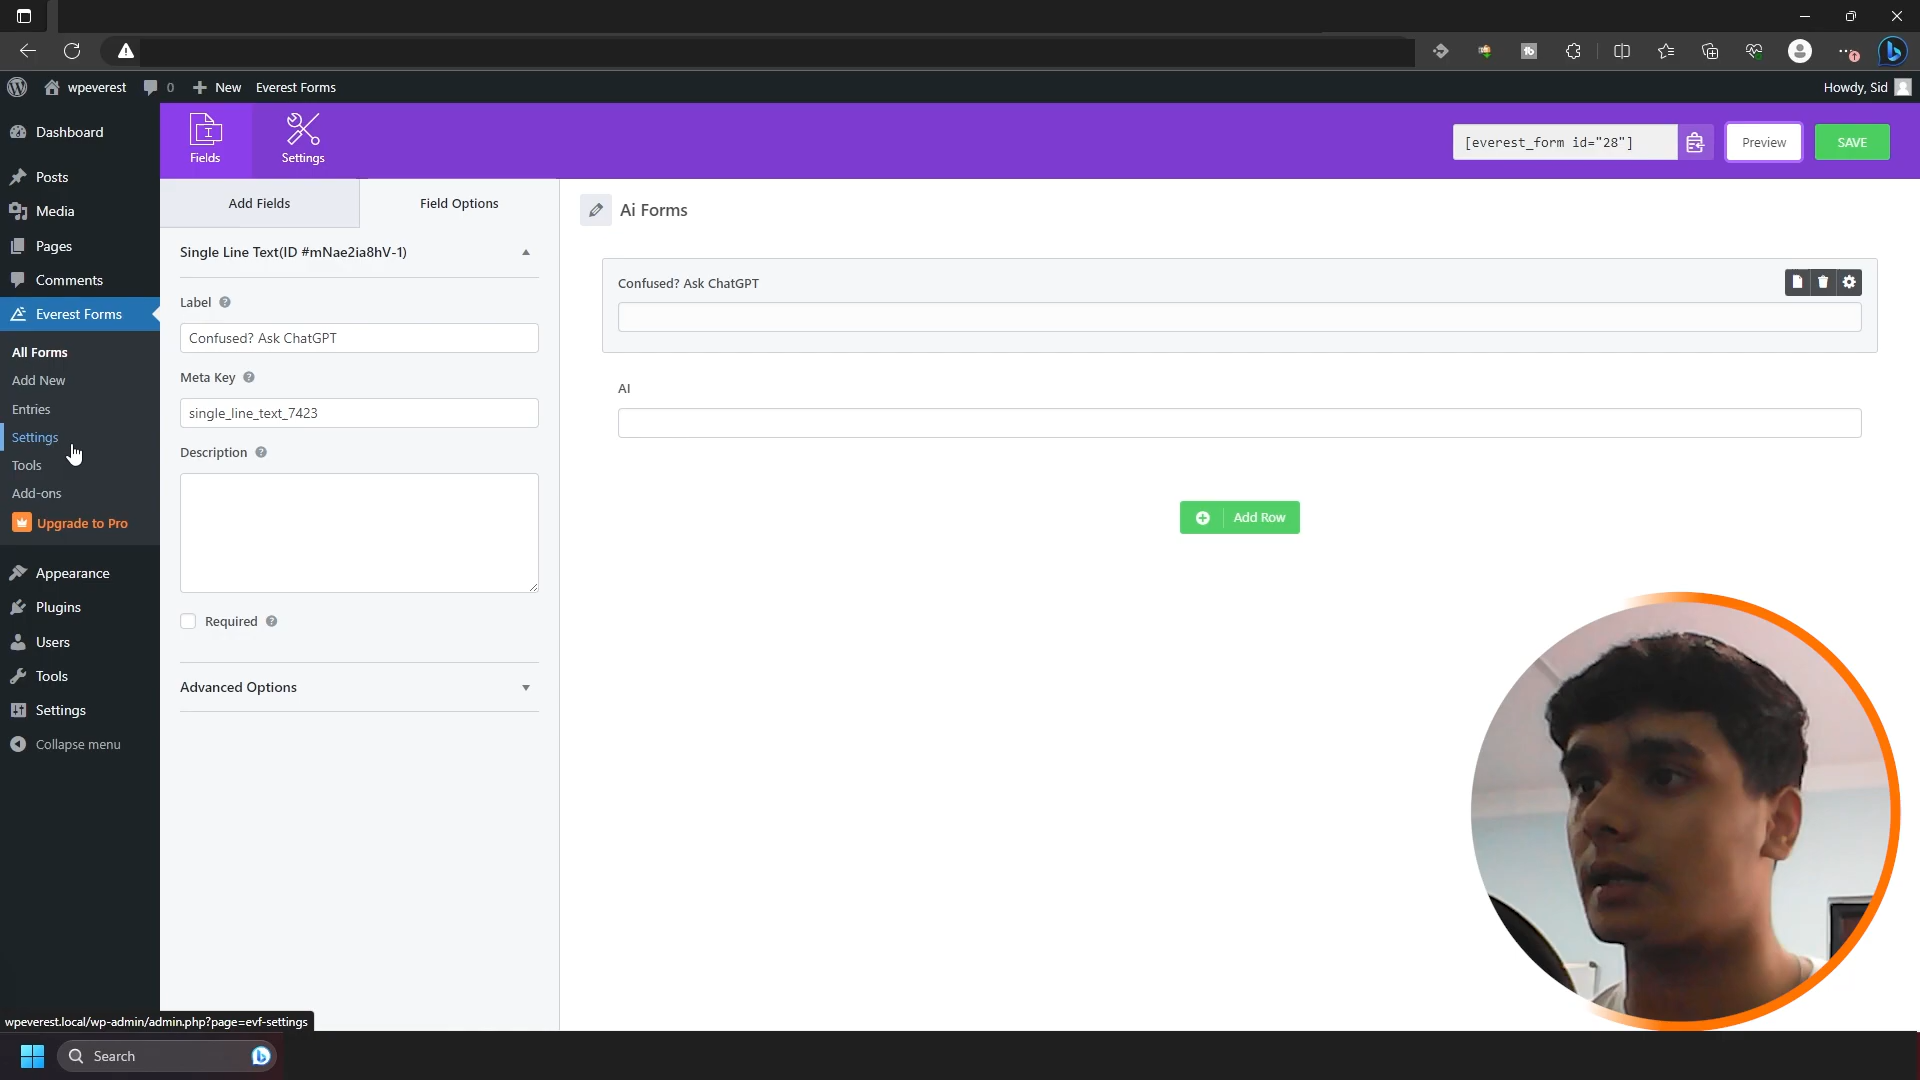 wpeverest
0
New
Everest Forms
Howdy, Sid
Dashboard
Posts
Media
Pages
Comments
Everest Forms
All Forms
Add New
Entries
Settings
Tools
Add-ons
Upgrade to Pro
Appearance
Plugins
Users
Tools
Settings
Collapse menu
Fields
Settings
[everest_form id="28"]
Preview
SAVE
Add Fields
Field Options
Single Line Text(ID #mNae2ia8hV-1)
Label
Confused? Ask ChatGPT
Meta Key
single_line_text_7423
Description
Required
Advanced Options
Ai Forms
Confused? Ask ChatGPT
AI
Add Row
wpeverest.local/wp-admin/admin.php?page=evf-settings
Search